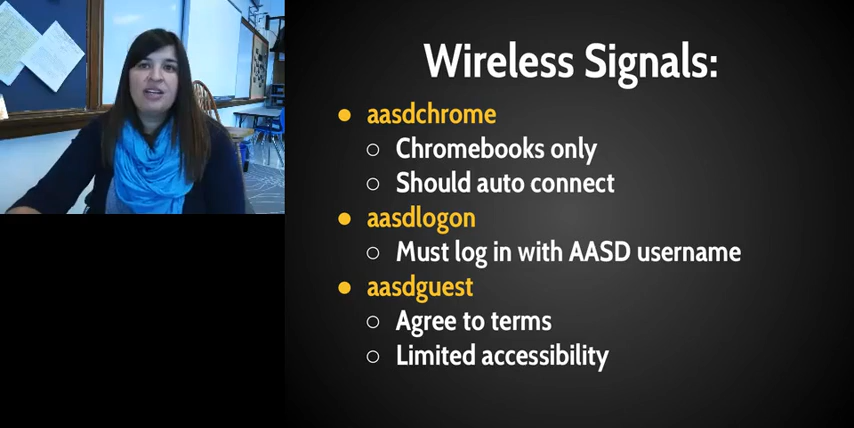 Wireless Signals:
● aasdchrome
○ Chromebooks only
○ Should auto connect
● aasdlogon
○ Must log in with AASD username
● aasdguest
○ Agree to terms
○ Limited accessibility